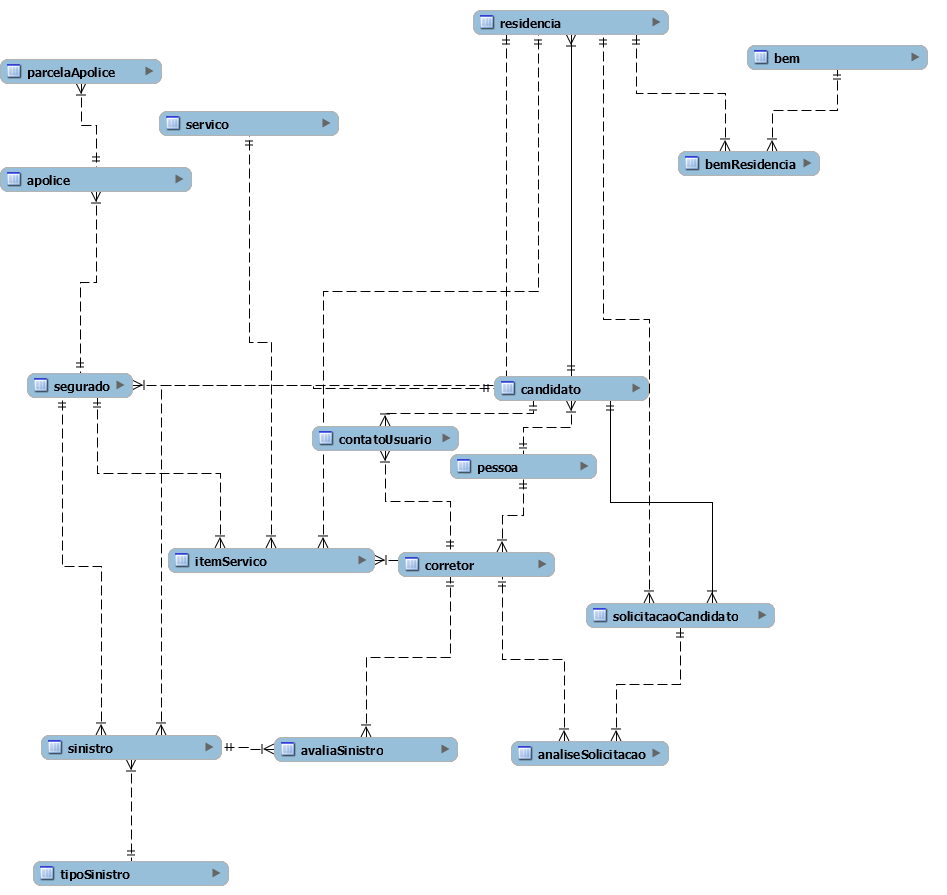 residencia
bem
parcelaApolice
servico
bemResidencia
apolice
segurado
candidato
contatoUsuario
pessoa
itemServico
corretor
solicitacaoCandidato
sinistro
avaliaSinistro
analiseSolicitacao
tipoSinistro